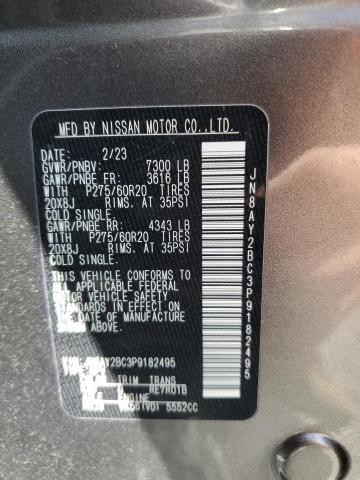 MFD BY NISSAN MOTOR CO.,LTD.
DATE: 2/23
GVWR/PNBV: 7300 LB
GAWR/PNBE FR: 3616 LB
WITH P275/60R20 TIRES
20X8J RIMS. AT 35PSI
COLD SINGLE.
GAWR/PNBE RR: 4343 LB
WITH P275/60R20 TIRES
20X8J RIMS. AT 35PSI
COLD SINGLE.
THIS VEHICLE CONFORMS TO
ALL APPLICABLE FEDERAL
MOTOR VEHICLE SAFETY
STANDARDS IN EFFECT ON
THE DATE OF MANUFACTURE
SHOWN ABOVE.
AY2BC3P9182495
TRIM TRANS
RE7R01B
ENGINE
5552CC
JN8AY2BC3P9182495